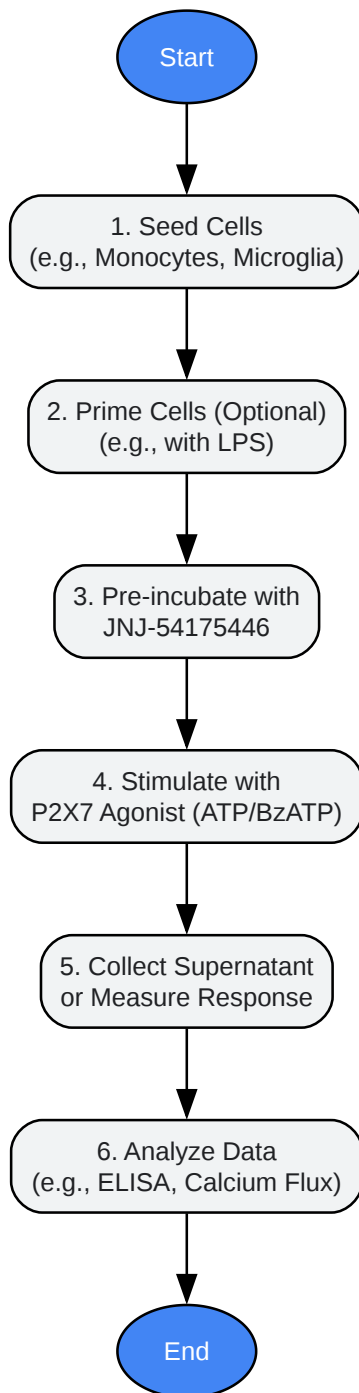 Start
1. Seed Cells
(e.g., Monocytes, Microglia)
2. Prime Cells (Optional)
(e.g., with LPS)
3. Pre-incubate with
JNJ-54175446
4. Stimulate with
P2X7 Agonist (ATP/BzATP)
5. Collect Supernatant
or Measure Response
6. Analyze Data
(e.g., ELISA, Calcium Flux)
End